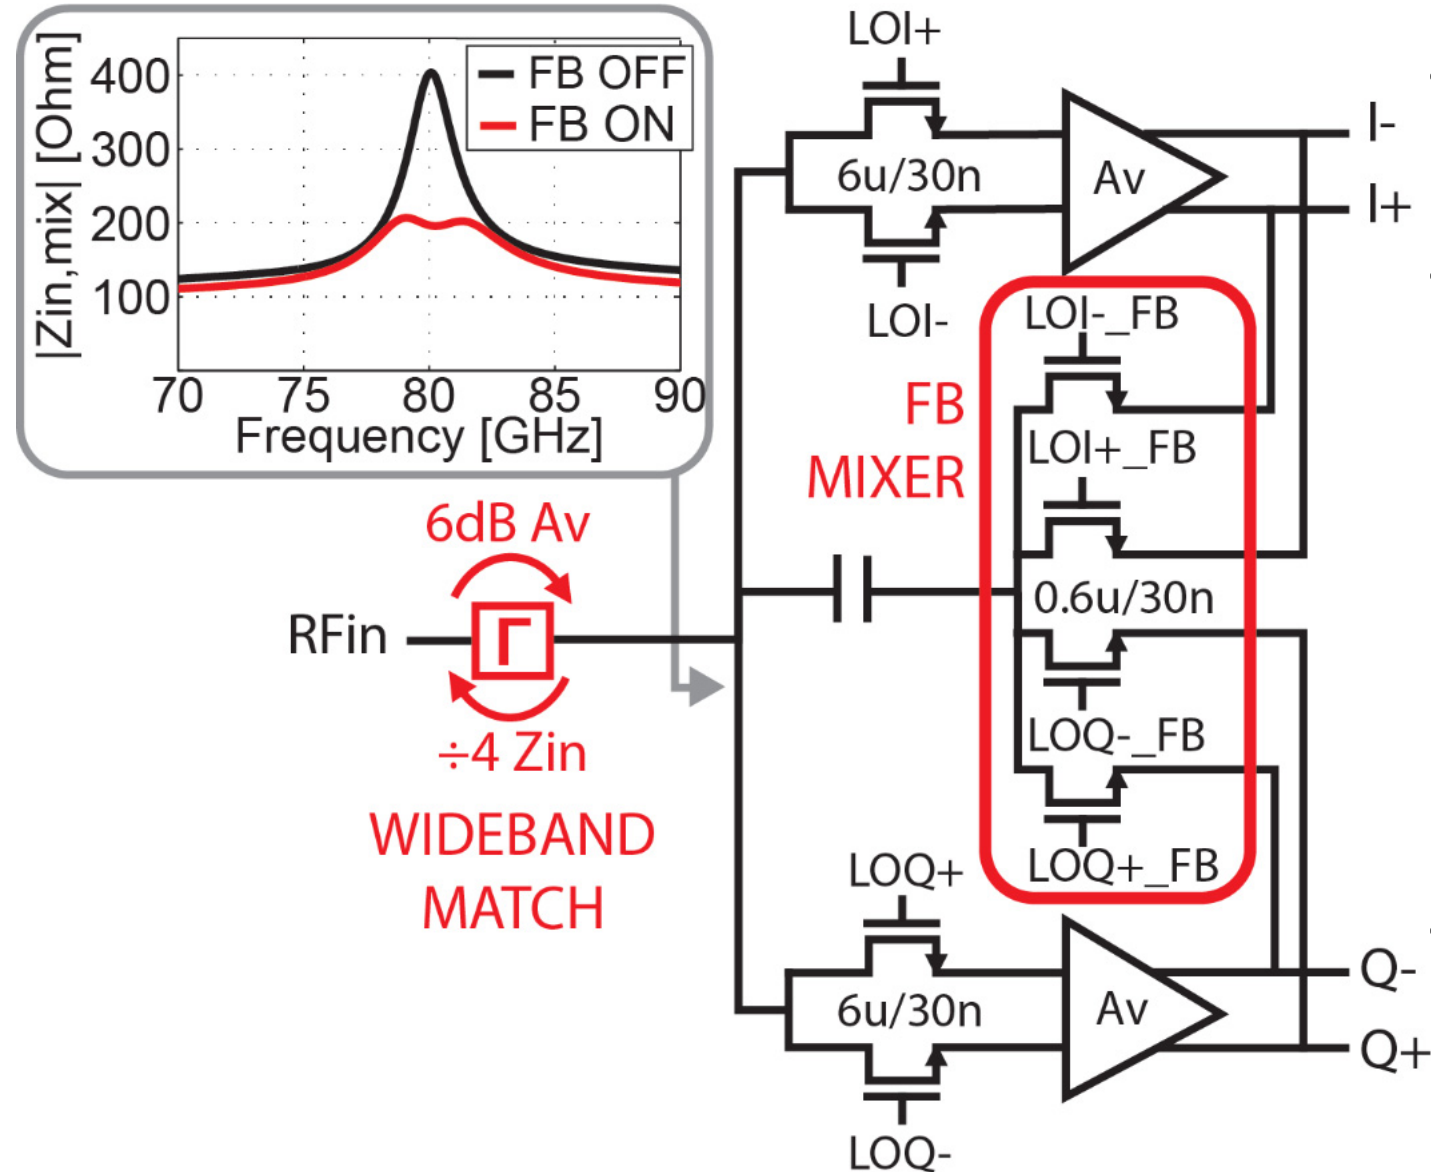 |Zin,mix| [Ohm]
400
300
200
100
FB OFF
FB ON
70 75 80 85 90
Frequency [GHz]
LOI+
6u/30n
LOI-
Av
I-
I+
FB
MIXER
LOI-_FB
LOI+_FB
0.6u/30n
LOQ-_FB
LOQ+_FB
6dB Av
RFin
Γ
÷4 Zin
WIDEBAND
MATCH
LOQ+
6u/30n
LOQ-
Av
Q-
Q+